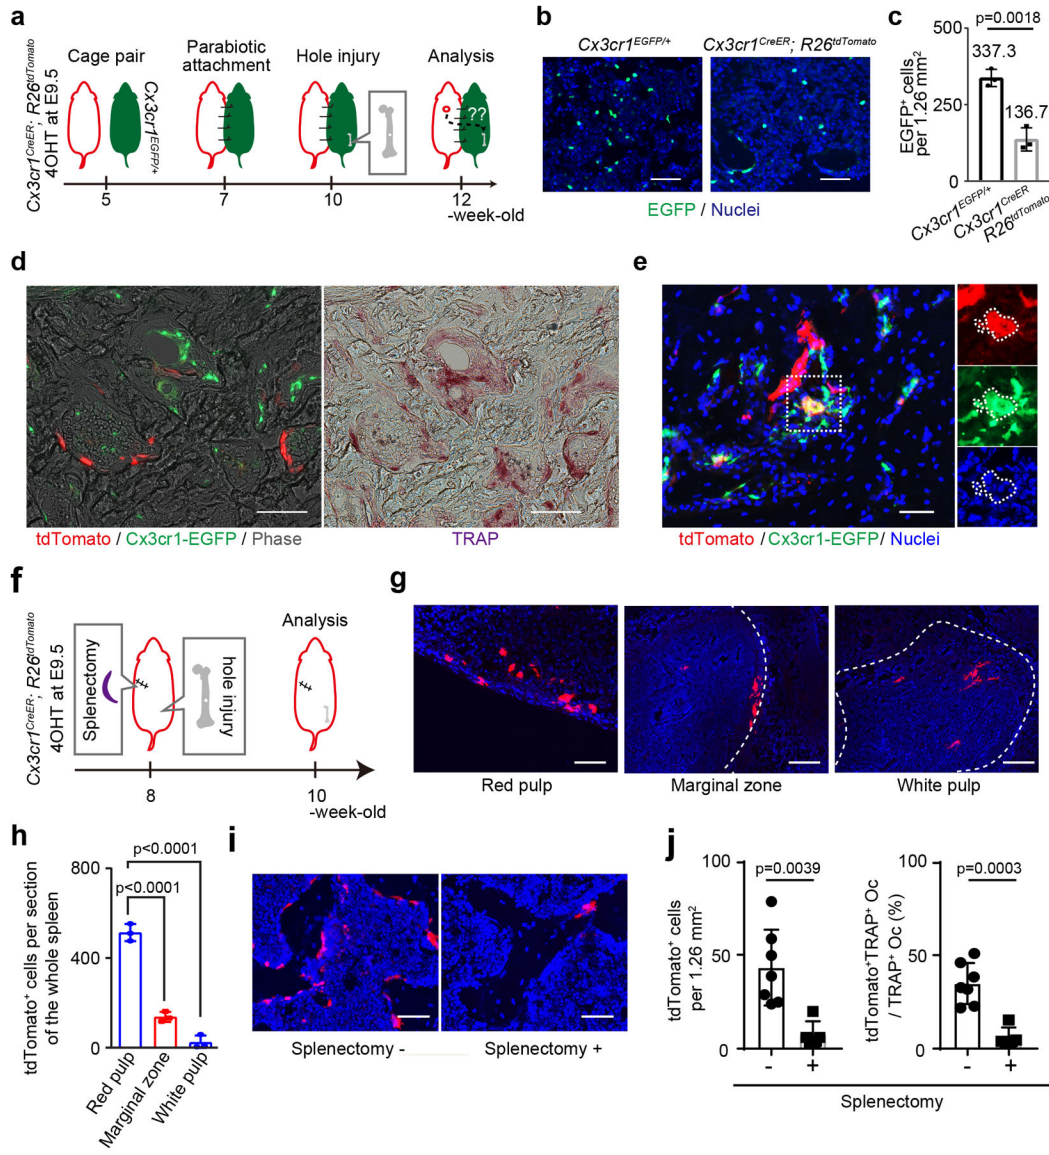 a
Cx3cr1CreER; R26tdTomato
4OHT at E9.5
Cage pair
Cx3cr1EGFP/+
Parabiotic
attachment
Hole injury
Analysis
??
5
7
10
12
-week-old
b
Cx3cr1EGFP/+
Cx3cr1CreER; R26tdTomato
EGFP / Nuclei
c
p=0.0018
EGFP+ cells
per 1.26 mm2
500
250
0
337.3
136.7
Cx3cr1EGFP/+
Cx3cr1CreER
R26tdTomato
d
tdTomato / Cx3cr1-EGFP / Phase
TRAP
e
tdTomato / Cx3cr1-EGFP/ Nuclei
f
Cx3cr1CreER; R26tdTomato
4OHT at E9.5
Splenectomy
hole injury
Analysis
8
10
-week-old
g
Red pulp
Marginal zone
White pulp
h
tdTomato+ cells per section
of the whole spleen
800
400
0
p<0.0001
p<0.0001
Red pulp
Marginal zone
White pulp
i
Splenectomy -
Splenectomy +
j
tdTomato+ cells
per 1.26 mm2
100
50
0
p=0.0039
-
+
tdTomato+TRAP+ Oc
/ TRAP+ Oc (%)
100
50
0
p=0.0003
-
+
Splenectomy